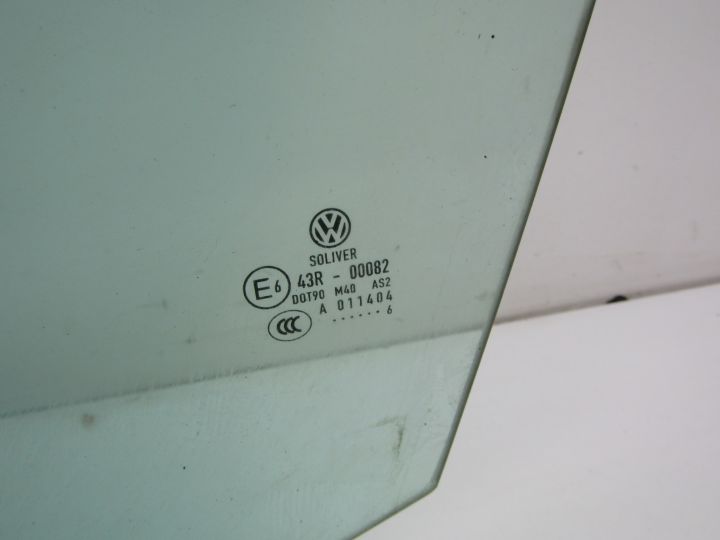 SOLIVER
E6 43R - 00082
DOT90 M40 AS2
A 011404
CCC ······6